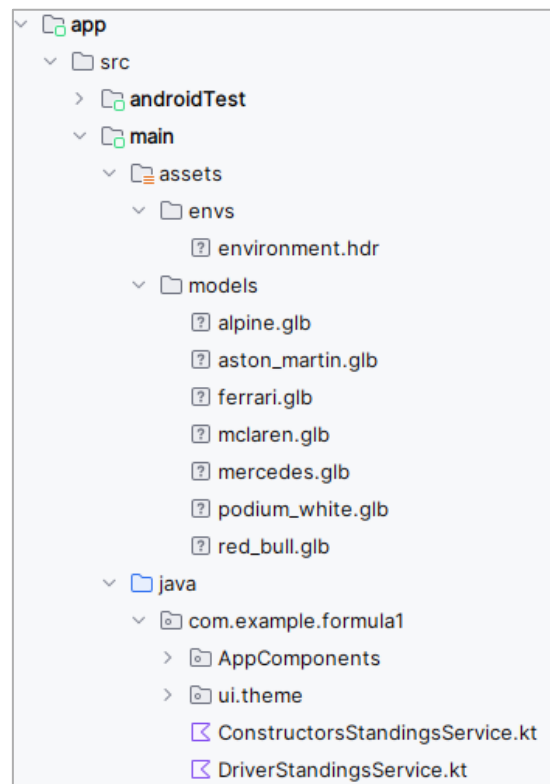 app
src
androidTest
main
assets
envs
environment.hdr
models
alpine.glb
aston_martin.glb
ferrari.glb
mclaren.glb
mercedes.glb
podium_white.glb
red_bull.glb
java
com.example.formula1
AppComponents
ui.theme
ConstructorsStandingsService.kt
DriverStandingsService.kt